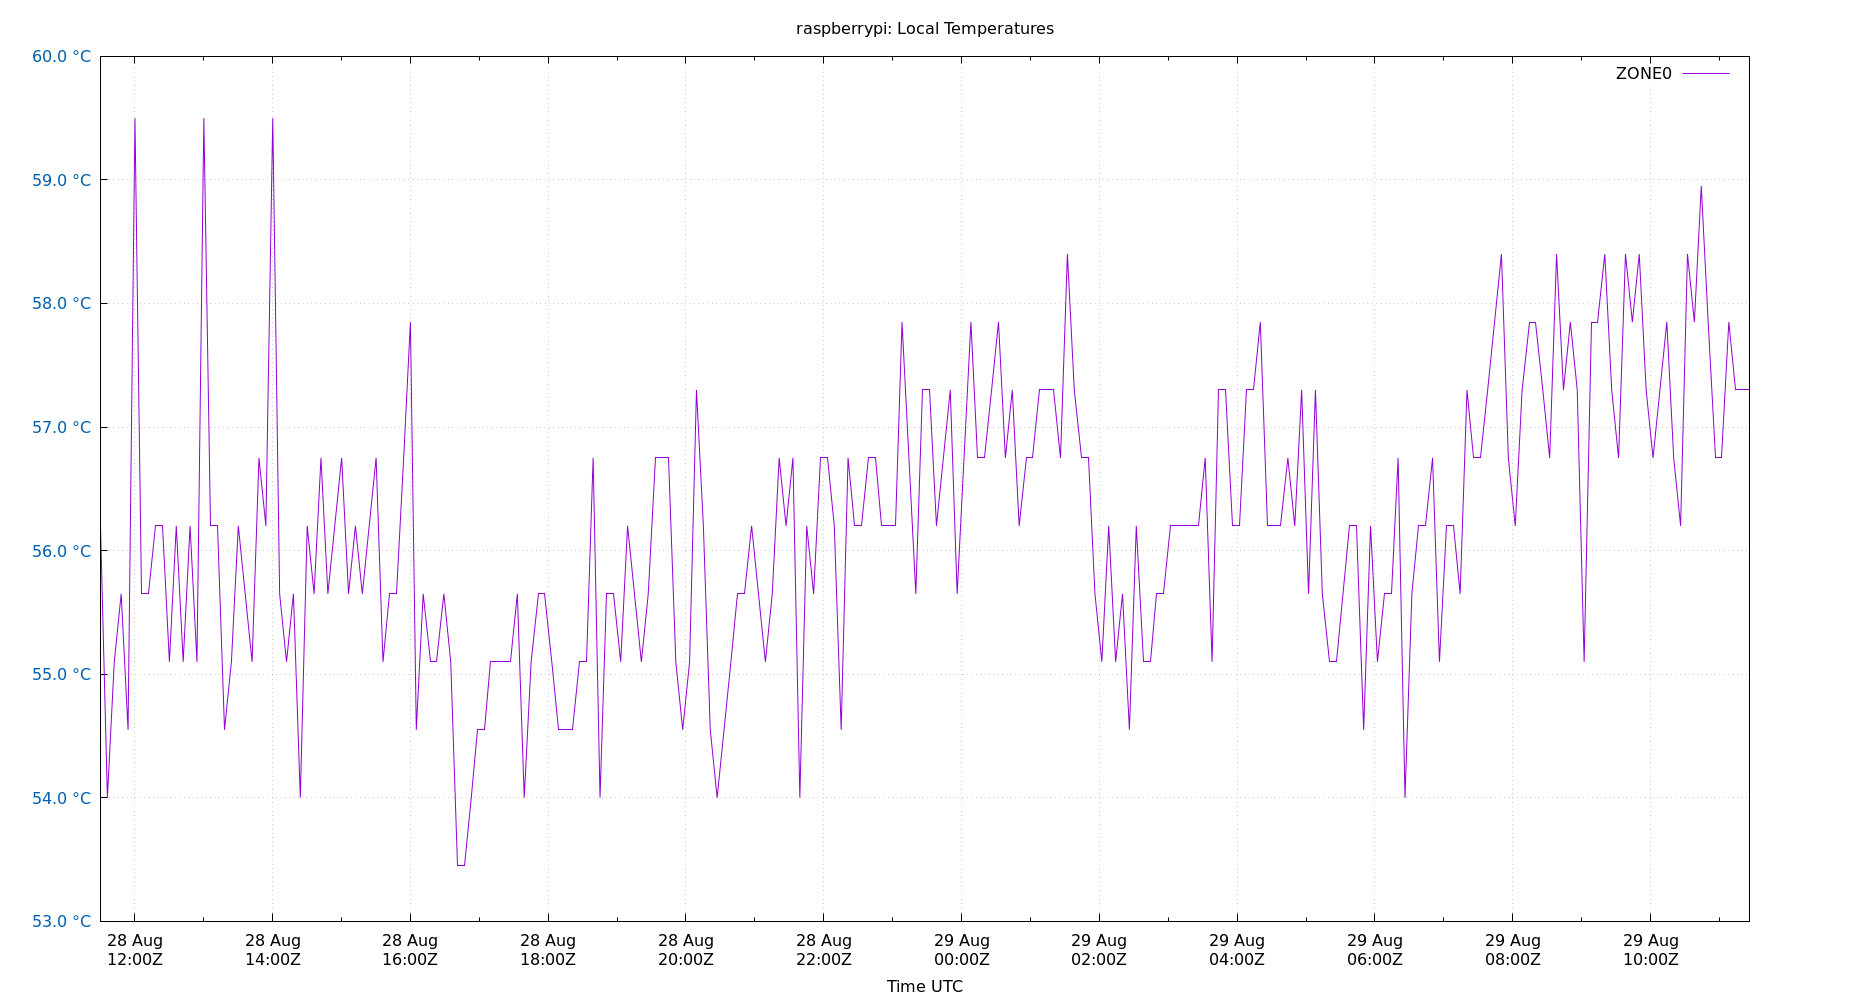 raspberrypi: Local Temperatures
60.0 °C
ZONE0
59.0 °C
58.0 °C
57.0 °C
56.0 °C
55.0 °C
54.0 °C
53.0 °C
28 Aug 28 Aug 28 Aug 28 Aug 28 Aug 28 Aug 29 Aug 29 Aug 29 Aug 29 Aug 29 Aug 29 Aug
12:00Z 14:00Z 16:00Z 18:00Z 20:00Z 22:00Z 00:00Z 02:00Z 04:00Z 06:00Z 08:00Z 10:00Z
Time UTC